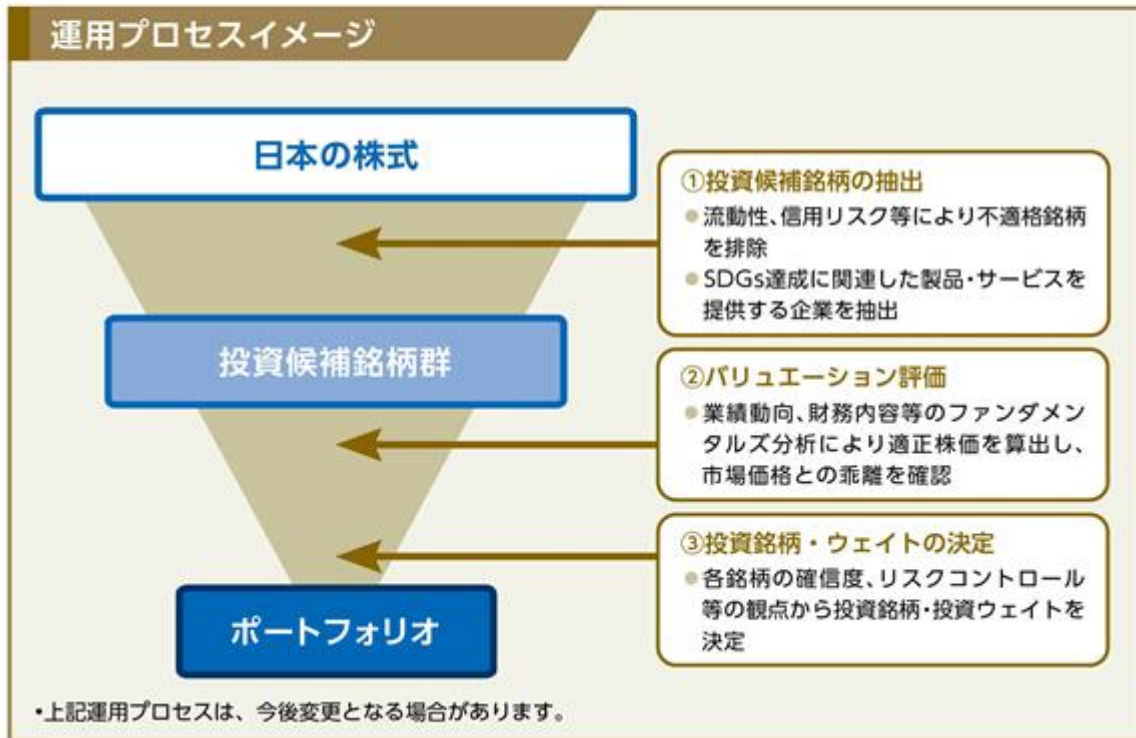 運用プロセスイメージ
日本の株式
①投資候補銘柄の抽出
●流動性、信用リスク等により不適格銘柄
を排除
●SDGs達成に関連した製品・サービスを
提供する企業を抽出
投資候補銘柄群
②バリュエーション評価
●業績動向、財務内容等のファンダメン
タルズ分析により適正株価を算出し、
市場価格との乖離を確認
③投資銘柄・ウェイトの決定
●各銘柄の確信度、リスクコントロール
等の観点から投資銘柄・投資ウェイトを
決定
ポートフォリオ
•上記運用プロセスは、今後変更となる場合があります。